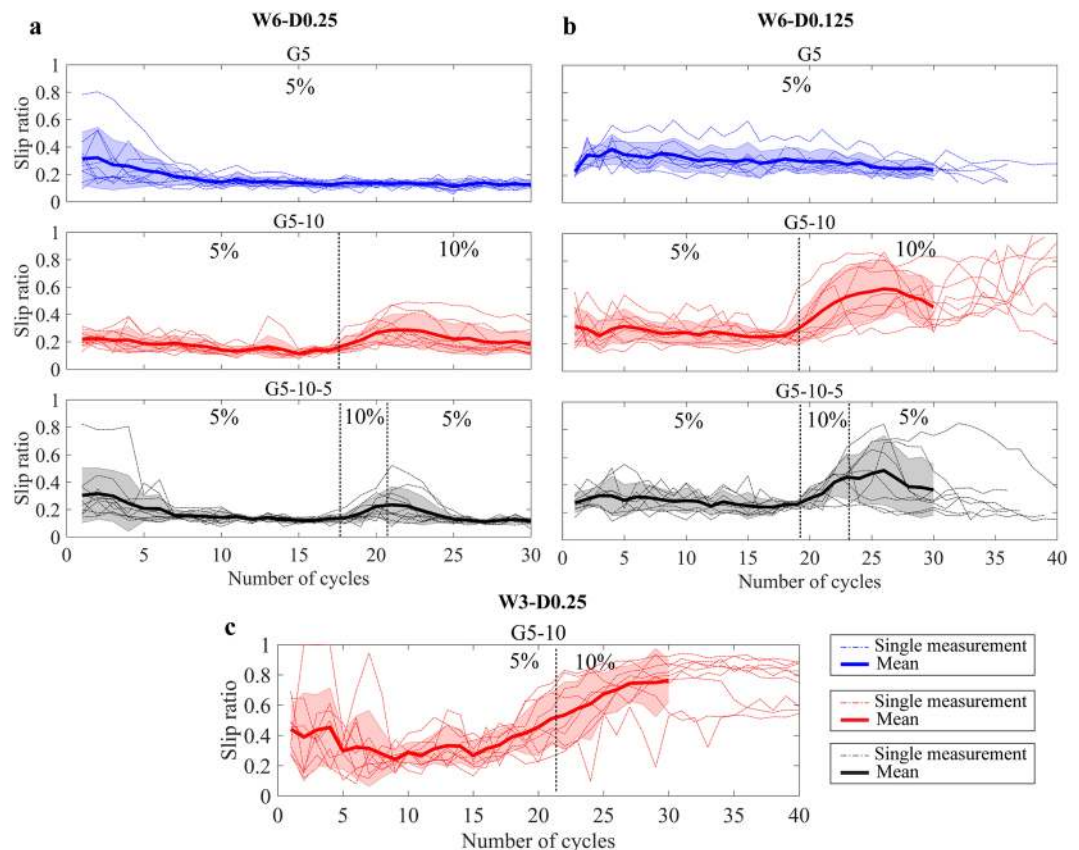 a
W6-D0.25
b
W6-D0.125
G5
G5
1
0.8
0.6
0.4
0.2
0
Slip ratio
5%
5%
G5-10
G5-10
1
0.8
0.6
0.4
0.2
0
Slip ratio
5%
10%
5%
10%
G5-10-5
G5-10-5
1
0.8
0.6
0.4
0.2
0
Slip ratio
5%
10%
5%
5%
10%
5%
0 5 10 15 20 25 30
0 5 10 15 20 25 30 35 40
Number of cycles
Number of cycles
W3-D0.25
c
G5-10
1
0.8
0.6
0.4
0.2
0
Slip ratio
5%
10%
0 5 10 15 20 25 30 35 40
Number of cycles
Single measurement
Mean
Single measurement
Mean
Single measurement
Mean